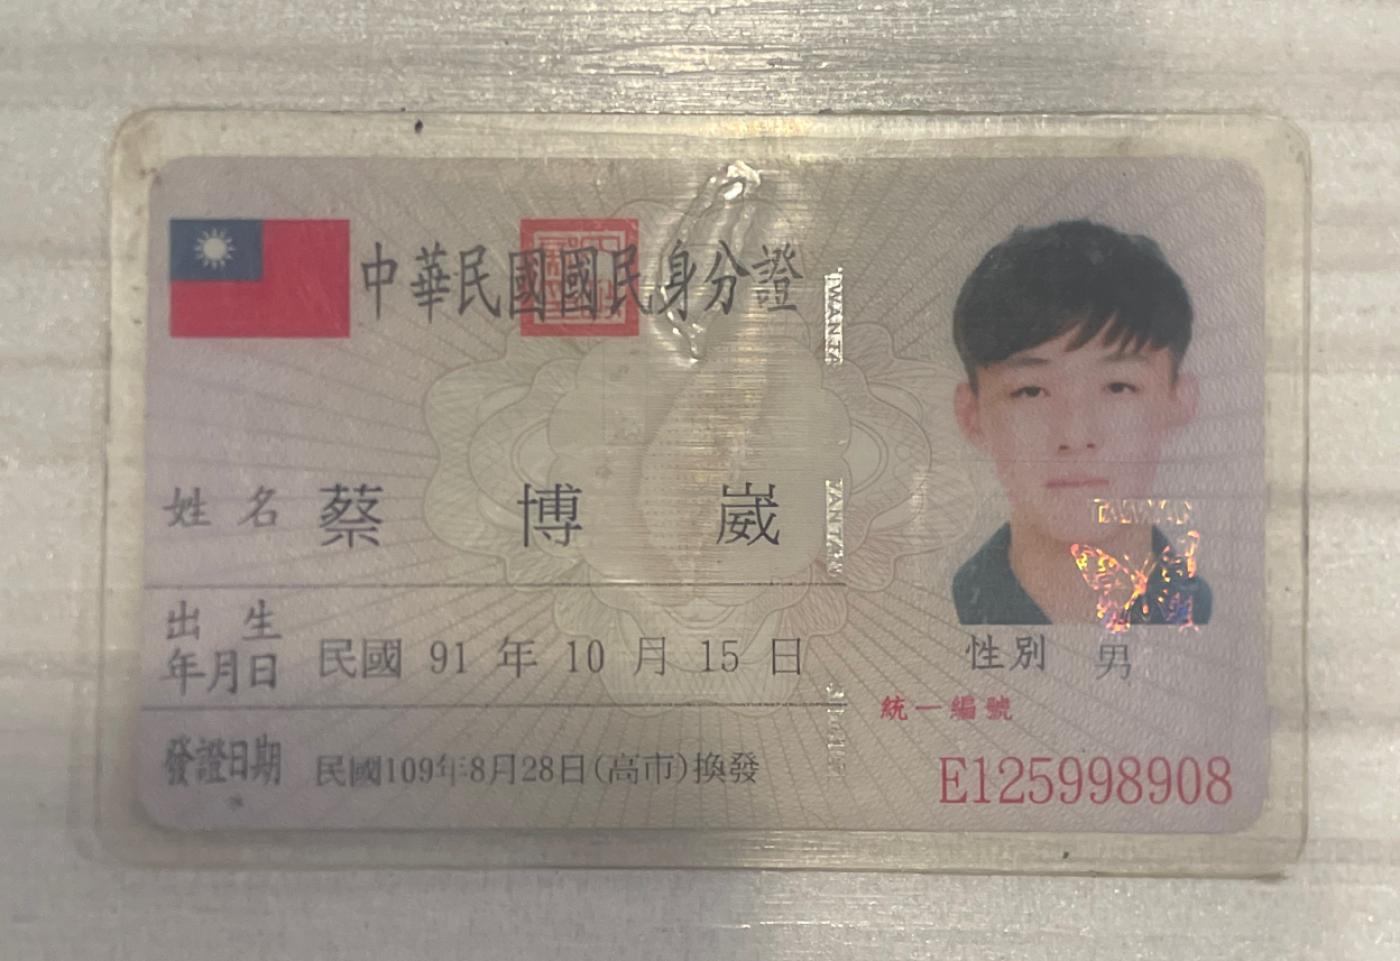 中華民國國民身分證
姓名 蔡博崴
出生年月日 民國 91 年 10 月 15 日
發證日期 民國109年8月28日(高市)換發
性別 男
統一編號
E125998908
TAIWAN